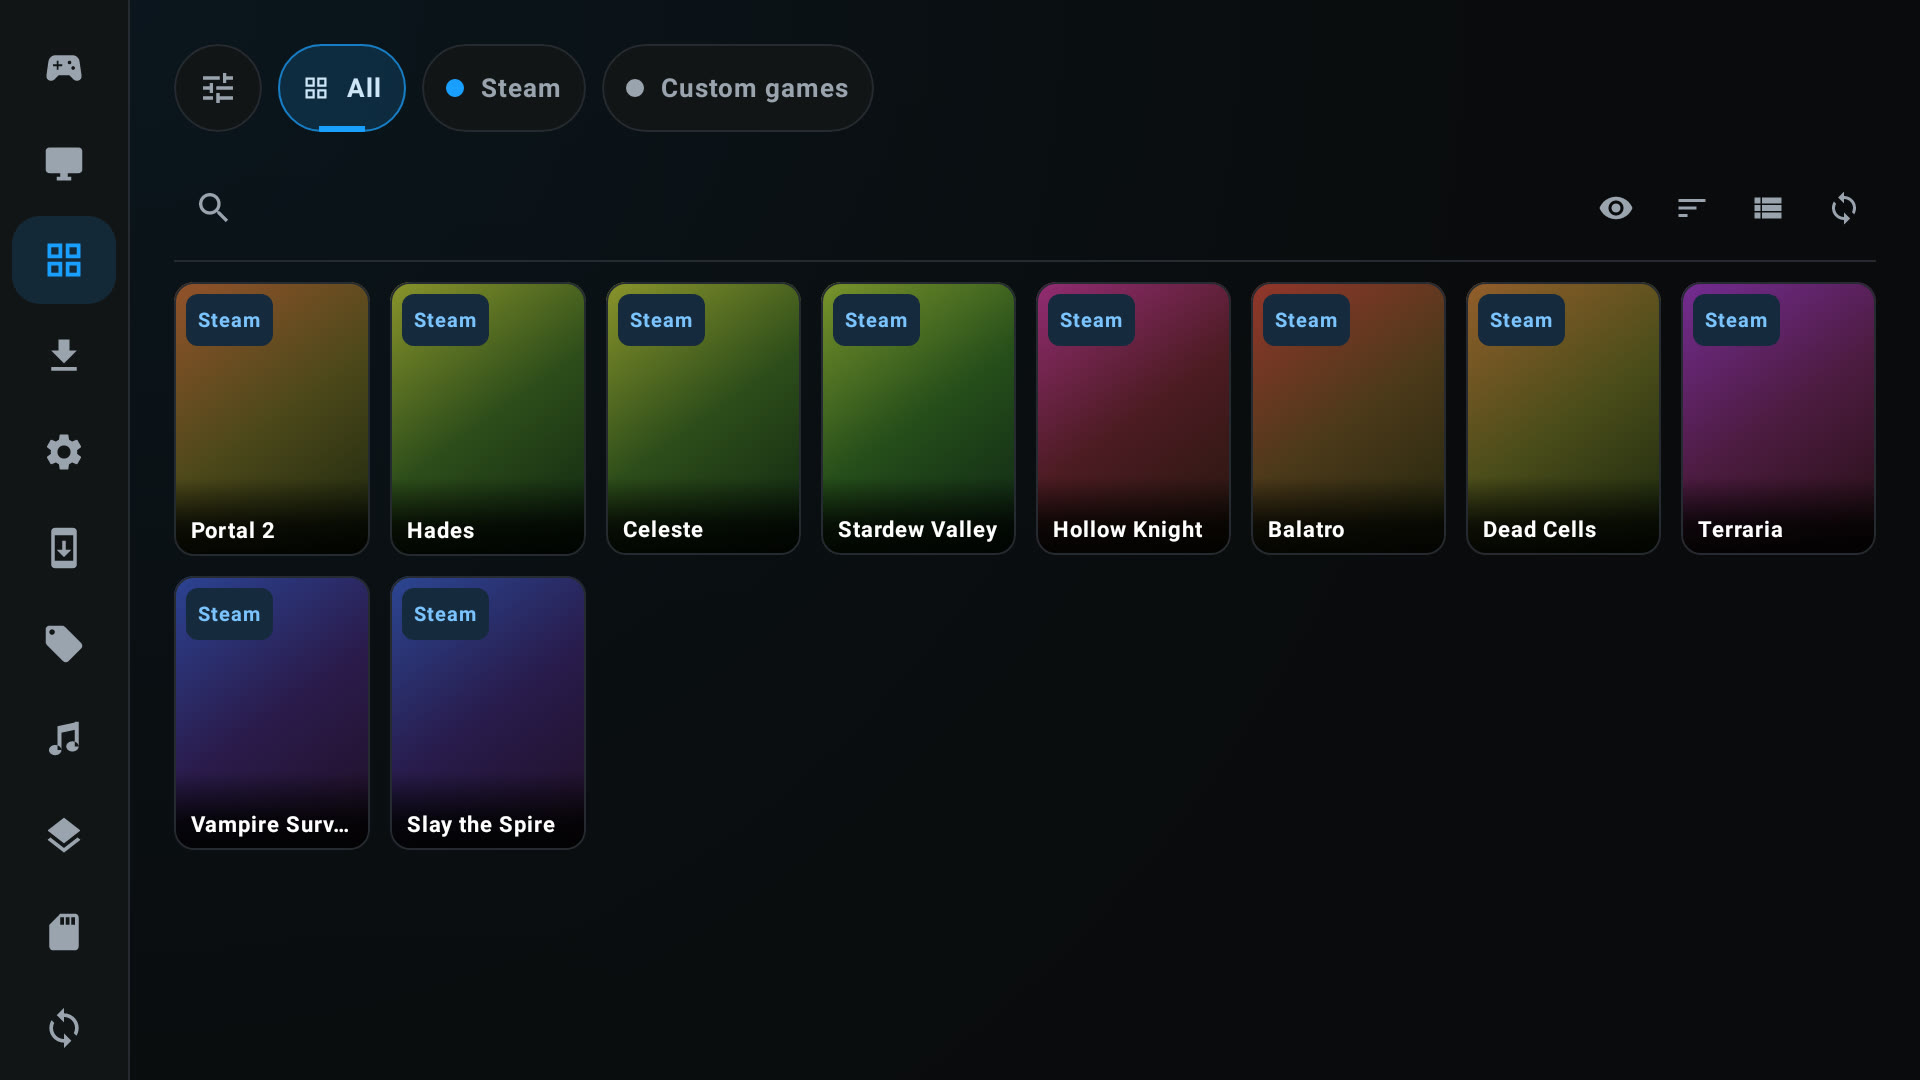 All
Steam
Custom games
Steam
Steam
Steam
Steam
Steam
Steam
Steam
Steam
Portal 2
Hades
Celeste
Stardew Valley
Hollow Knight
Balatro
Dead Cells
Terraria
Steam
Steam
Vampire Surv...
Slay the Spire